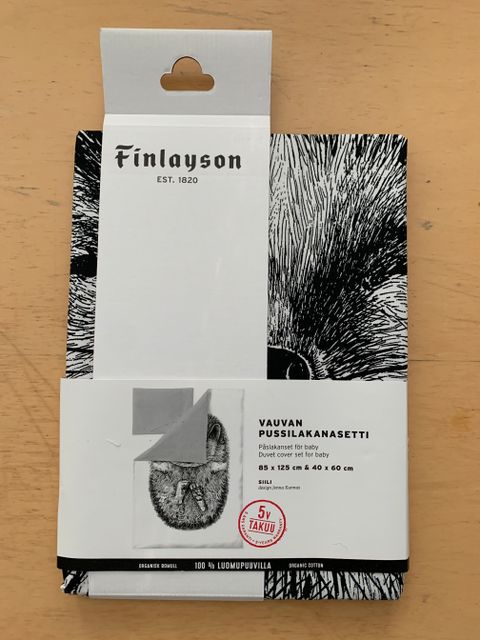 Finlayson
EST. 1820
VAUVAN
PUSSILAKANASETTI
Påslakanset för baby
Duvet cover set for baby
85 x 125 cm & 40 x 60 cm
SIILI
5V
TAKUU
ORGANISK BOMULL 100 % LUOMUPUUVILLA ORGANIC COTTON